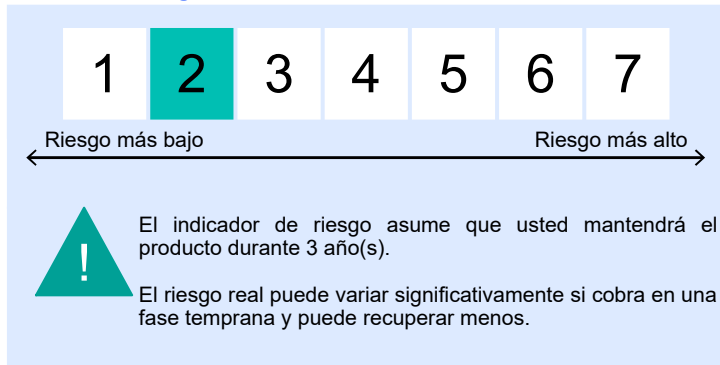 1 2 3 4 5 6 7
Riesgo más bajo Riesgo más alto
!
El indicador de riesgo asume que usted mantendrá el
producto durante 3 año(s).
El riesgo real puede variar significativamente si cobra en una
fase temprana y puede recuperar menos.